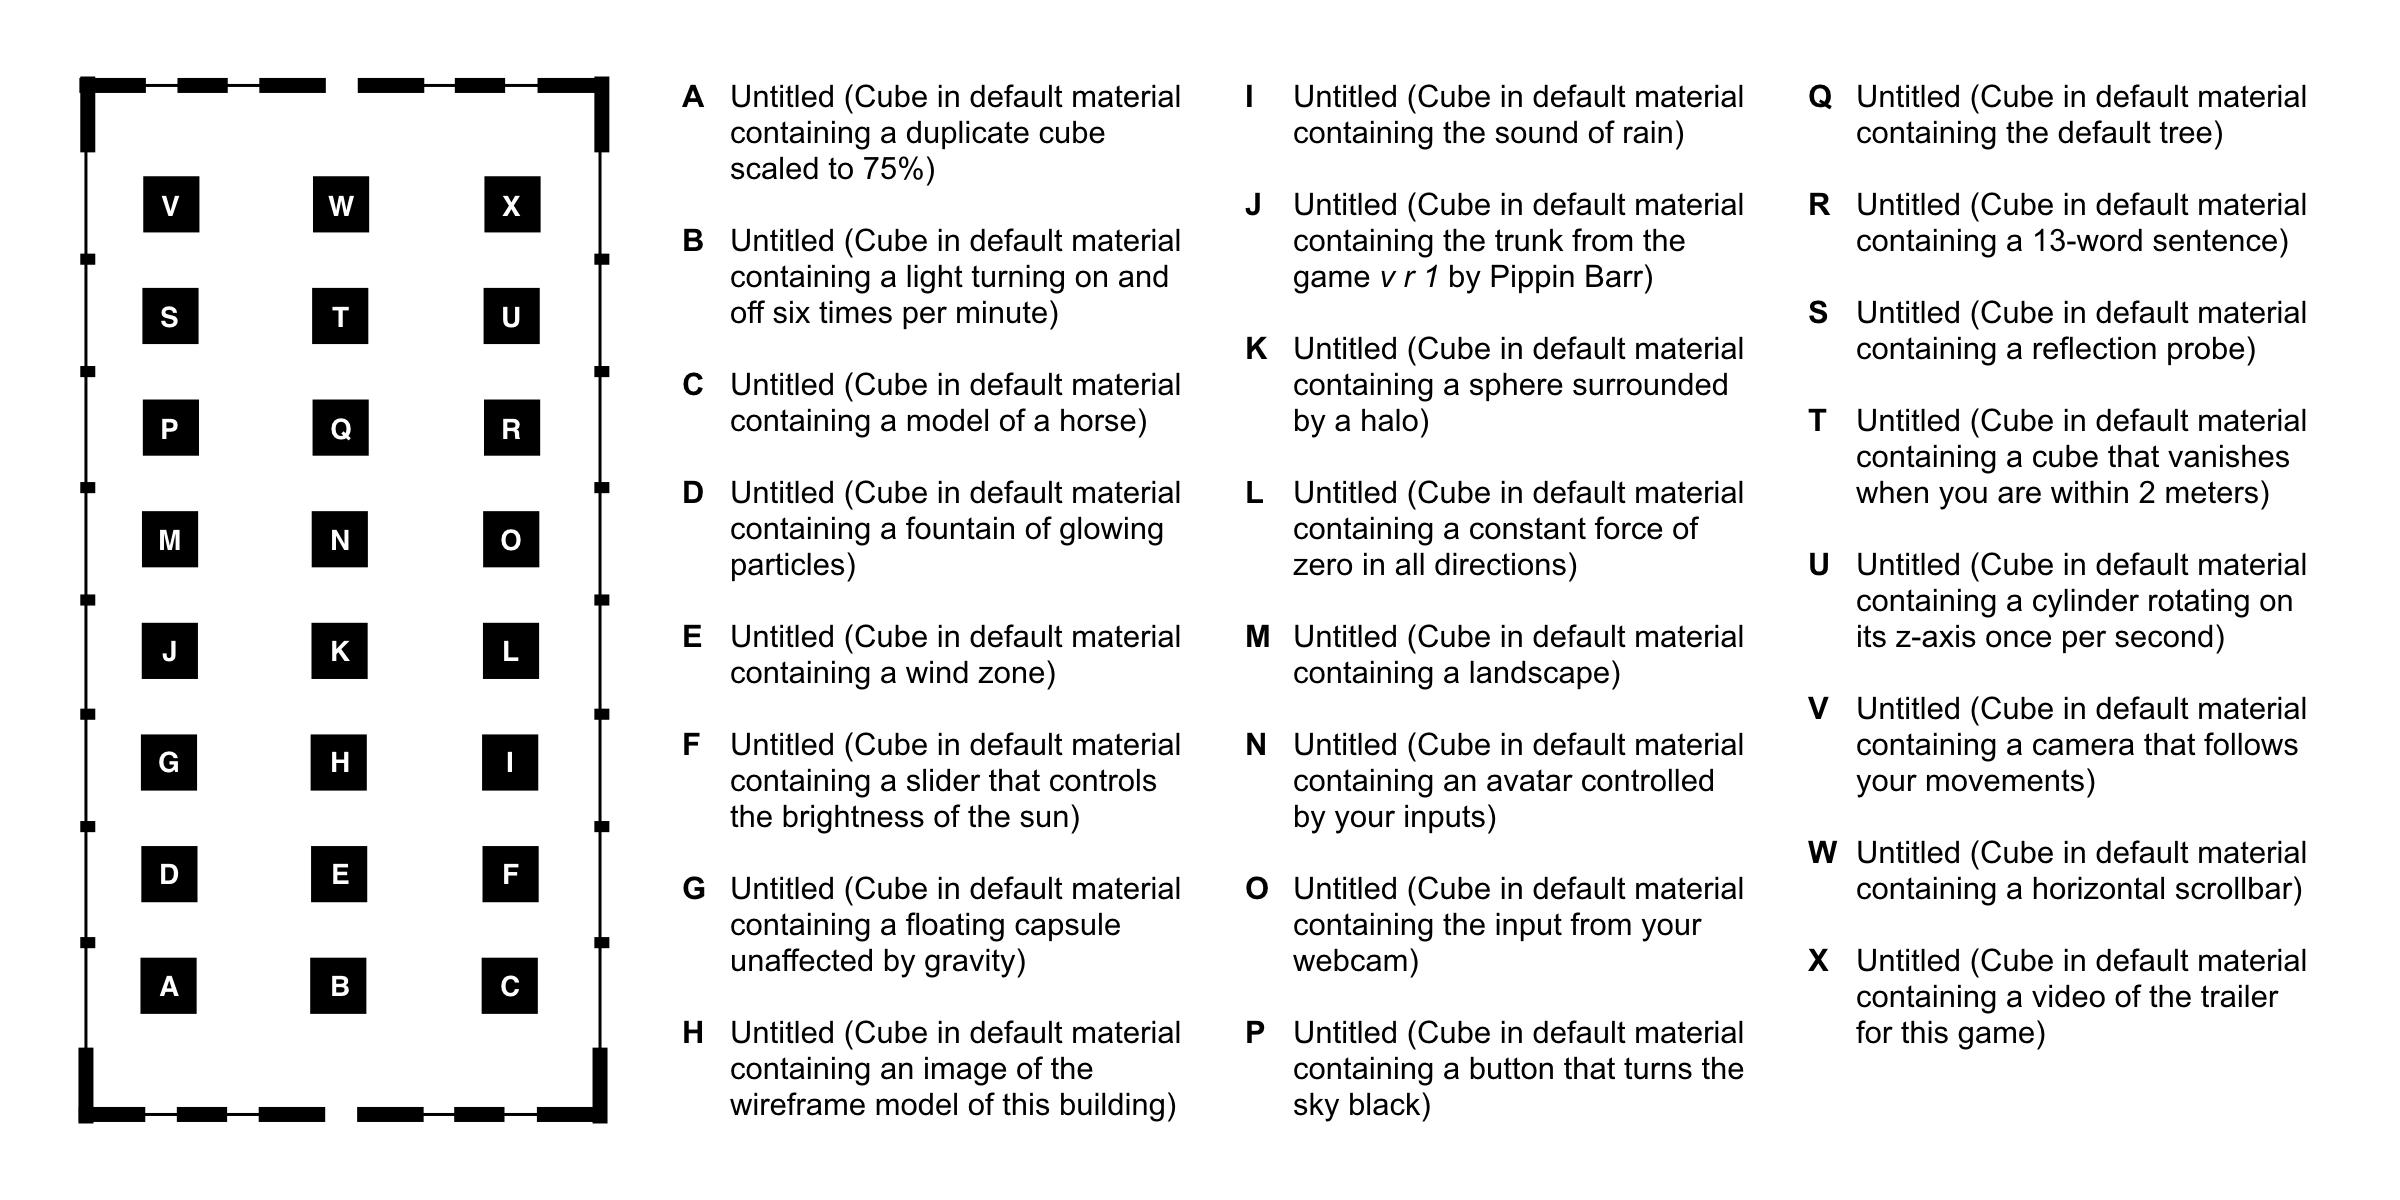 V W X
S T U
P Q R
M N O
J K L
G H I
D E F
A B C
A Untitled (Cube in default material
containing a duplicate cube
scaled to 75%)
B Untitled (Cube in default material
containing a light turning on and
off six times per minute)
C Untitled (Cube in default material
containing a model of a horse)
D Untitled (Cube in default material
containing a fountain of glowing
particles)
E Untitled (Cube in default material
containing a wind zone)
F Untitled (Cube in default material
containing a slider that controls
the brightness of the sun)
G Untitled (Cube in default material
containing a floating capsule
unaffected by gravity)
H Untitled (Cube in default material
containing an image of the
wireframe model of this building)
I Untitled (Cube in default material
containing the sound of rain)
J Untitled (Cube in default material
containing the trunk from the
game v r 1 by Pippin Barr)
K Untitled (Cube in default material
containing a sphere surrounded
by a halo)
L Untitled (Cube in default material
containing a constant force of
zero in all directions)
M Untitled (Cube in default material
containing a landscape)
N Untitled (Cube in default material
containing an avatar controlled
by your inputs)
O Untitled (Cube in default material
containing the input from your
webcam)
P Untitled (Cube in default material
containing a button that turns the
sky black)
Q Untitled (Cube in default material
containing the default tree)
R Untitled (Cube in default material
containing a 13-word sentence)
S Untitled (Cube in default material
containing a reflection probe)
T Untitled (Cube in default material
containing a cube that vanishes
when you are within 2 meters)
U Untitled (Cube in default material
containing a cylinder rotating on
its z-axis once per second)
V Untitled (Cube in default material
containing a camera that follows
your movements)
W Untitled (Cube in default material
containing a horizontal scrollbar)
X Untitled (Cube in default material
containing a video of the trailer
for this game)